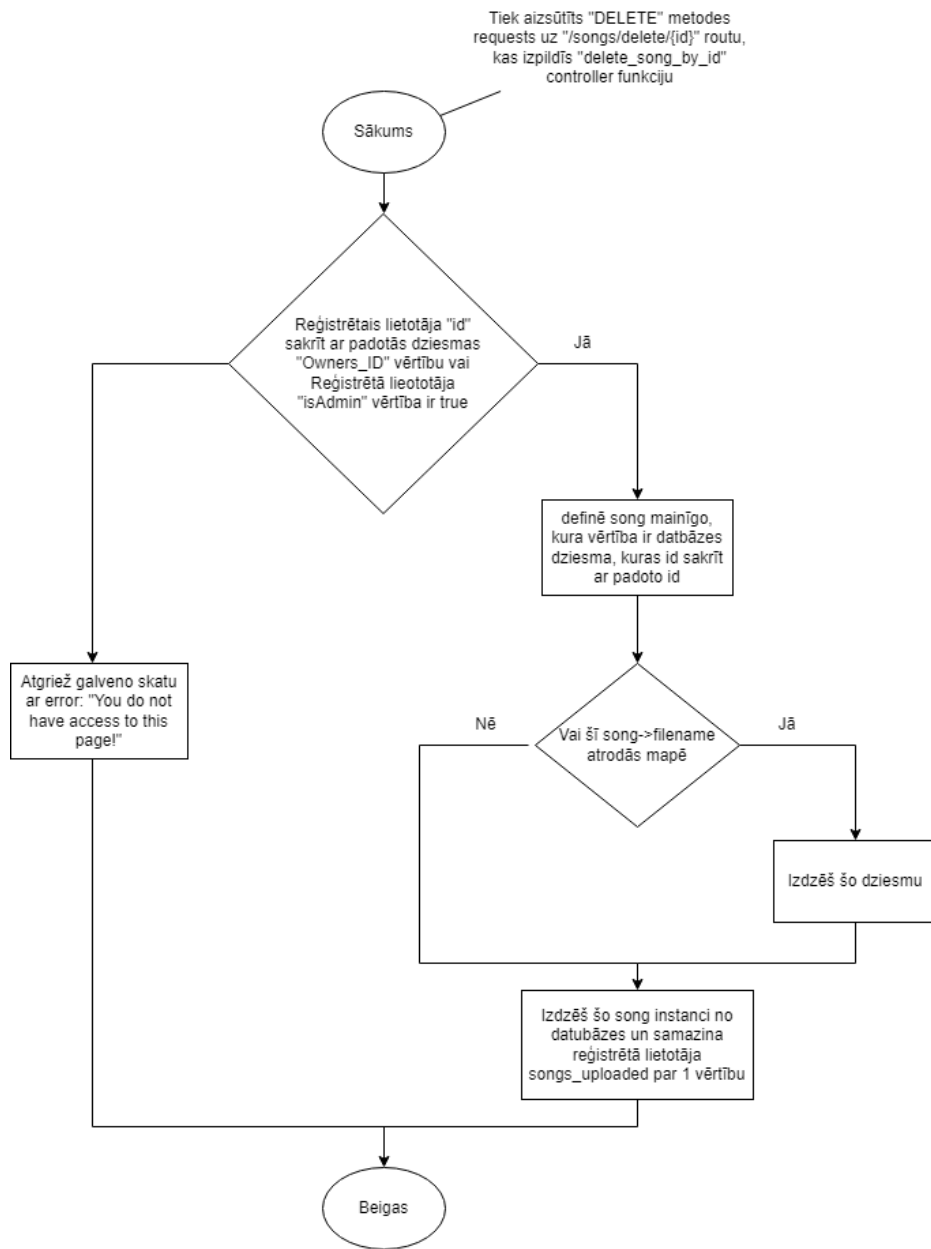 Tiek aizsūtīts "DELETE" metodes
requests uz "/songs/delete/{id}" routu,
kas izpildīs "delete_song_by_id"
controller funkciju
Sākums
Reģistrētais lietotāja "id"
sakrīt ar padotās dziesmas
"Owners_ID" vērtību vai
Reģistrētā lieototāja
"isAdmin" vērtība ir true
Jā
definē song mainīgo,
kura vērtība ir datbāzes
dziesma, kuras id sakrīt
ar padoto id
Atgriež galveno skatu
ar error: "You do not
have access to this
page!"
Nē
Vai šī song->filename
atrodās mapē
Jā
Izdzēš šo dziesmu
Izdzēš šo song instanci no
datubāzes un samazina
reģistrētā lietotāja
songs_uploaded par 1 vērtību
Beigas